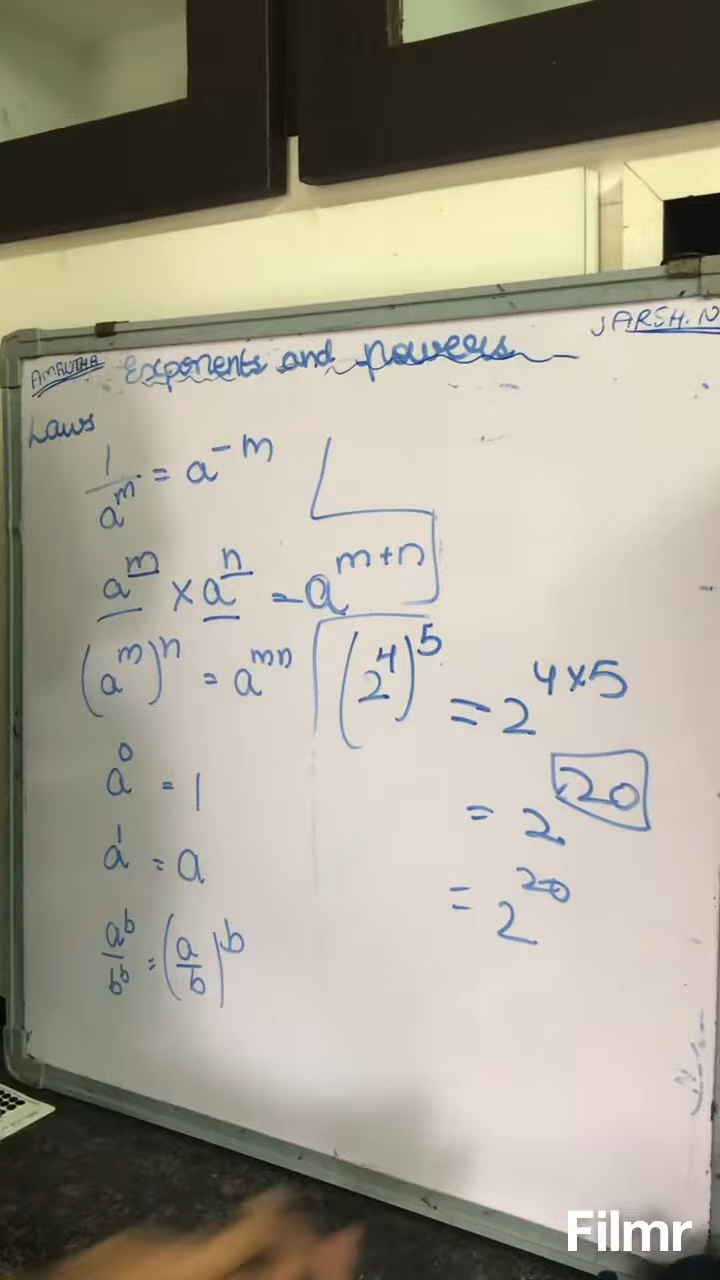 AMRUTHA Exponents and powers JARSH.N
Laws
1/a^m = a^-m
a^m × a^n = a^m+n
(a^m)^n = a^mn (2^4)^5 = 2^4×5
= 2^20
a^0 = 1
a^1 = a
= 2^20
a^b/b^b = (a/b)^b
Filmr